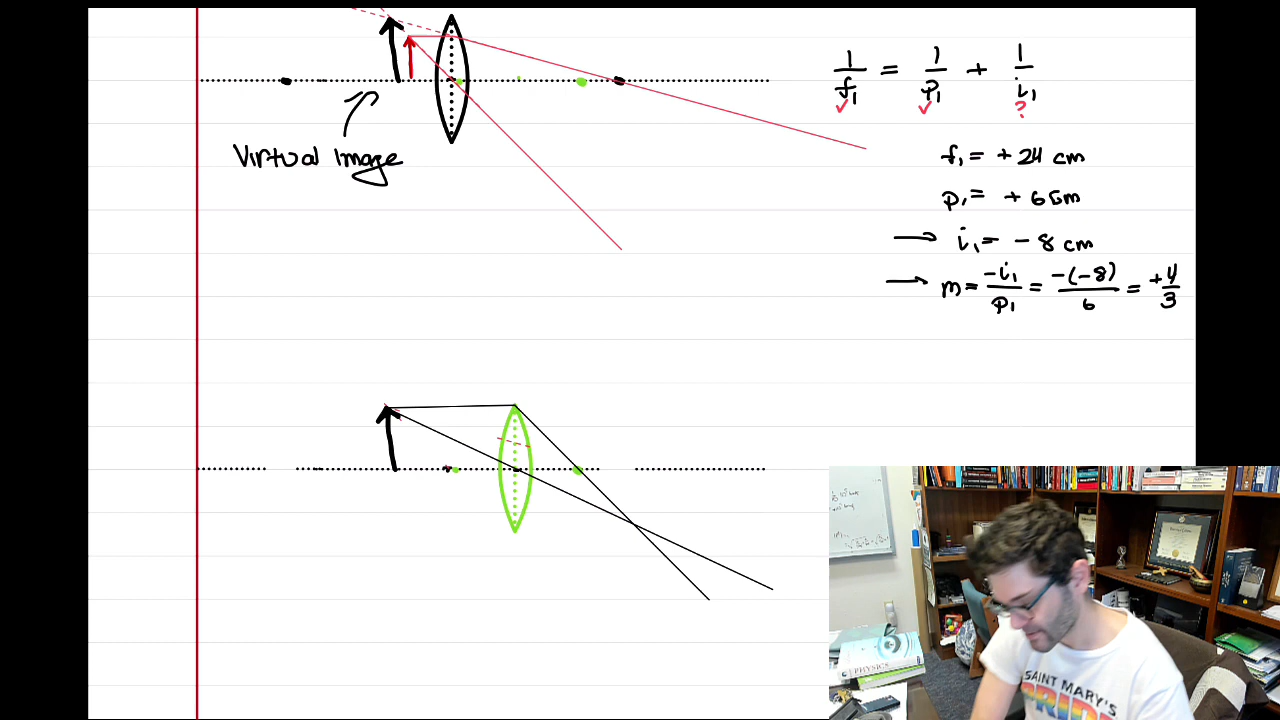 1/f₁ = 1/p₁ + 1/i₁
✓ ✓ ?
Virtual Image
f₁ = +24 cm
p₁ = +6 cm
→ i₁ = -8 cm
→ m = -i₁/p₁ = -(-8)/6 = +4/3
PHYSICS
SAINT MARY'S
PRIDE